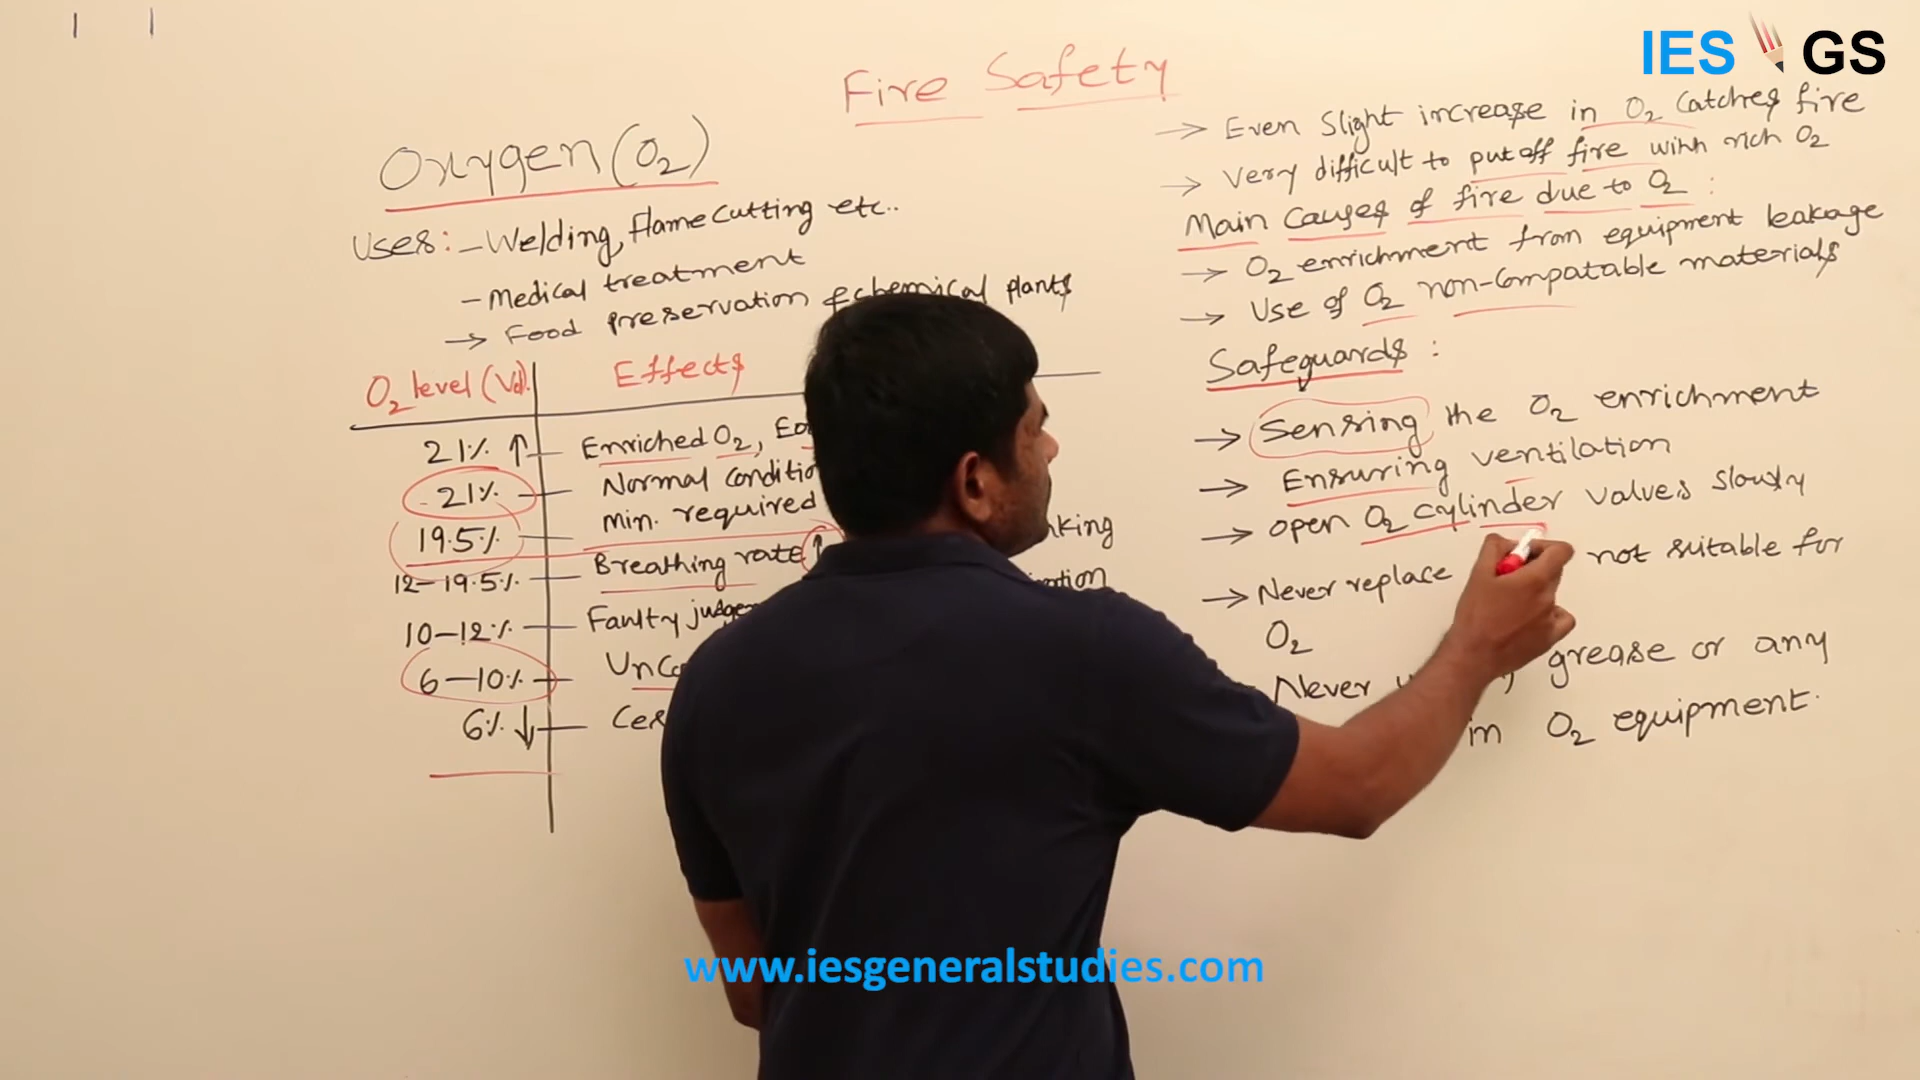 IES GS
Fire Safety
Oxygen (O2)
Uses: - Welding, flame cutting etc..
- Medical treatment
→ Food preservation & chemical plants
O2 level (Vol). Effects
21% ↑ Enriched O2,
21% Normal conditio
19.5% min. required
12-19.5% Breathing rate ↑
10-12% Faulty
6-10%
6% ↓
→ Even slight increase in O2 catches fire
→ Very difficult to put off fire with rich O2
Main causes of fire due to O2:
→ O2 enrichment from equipment leakage
→ Use of O2 non-compatable materials
Safeguards:
→ Sensing the O2 enrichment
→ Ensuring ventilation
→ open O2 cylinder valves slowly
→ Never replace not suitable for
O2
Never grease or any
in O2 equipment.
www.iesgeneralstudies.com